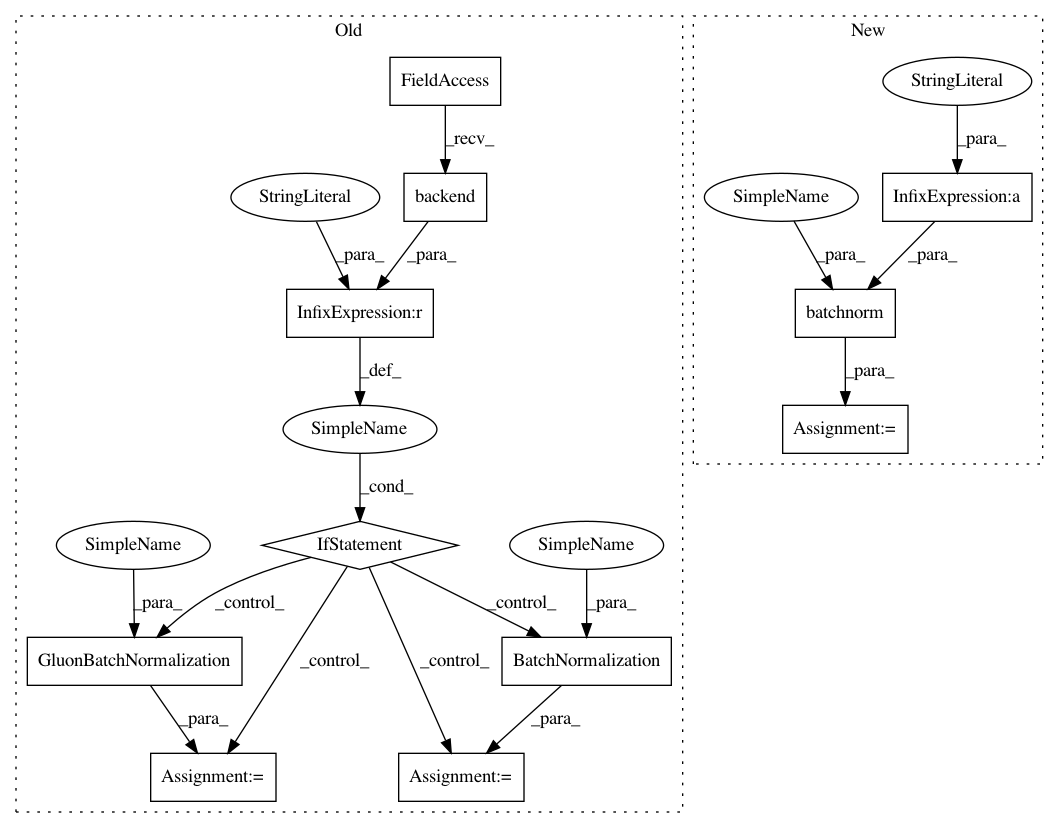 Old
New
FieldAccess
StringLiteral
_recv_
_para_
StringLiteral
backend
SimpleName
InfixExpression:a
_para_
_para_
_para_
_para_
InfixExpression:r
batchnorm
_def_
_para_
SimpleName
Assignment:=
_cond_
SimpleName
IfStatement
SimpleName
_para_
_control_
_control_
_para_
GluonBatchNormalization
_control_
_control_
BatchNormalization
_para_
_para_
Assignment:=
Assignment:=